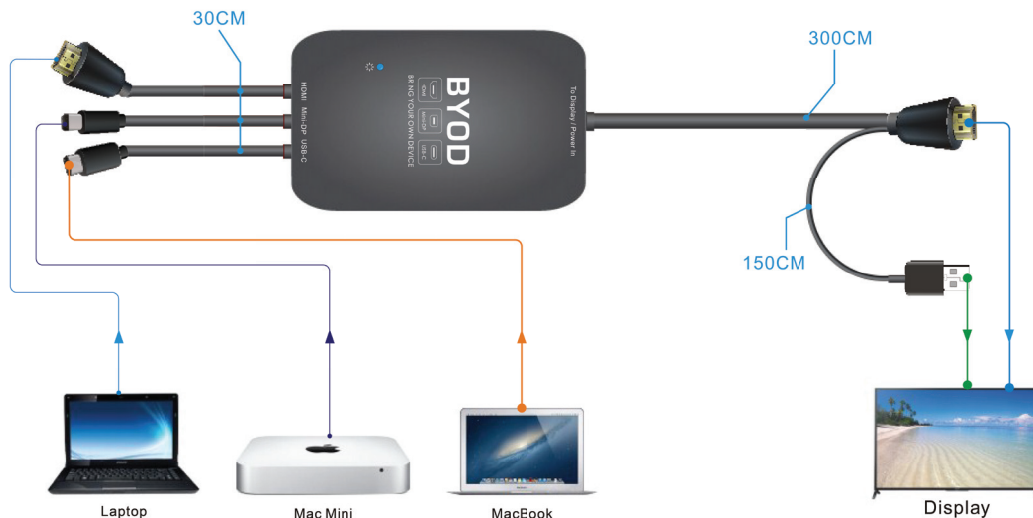 30CM
300CM
HDMI
Mini-DP
USB-C
BYOD
BRING YOUR OWN DEVICE
HDMI
Mini-DP
USB-C
To Display / Power In
150CM
Laptop
Mac Mini
MacEook
Display